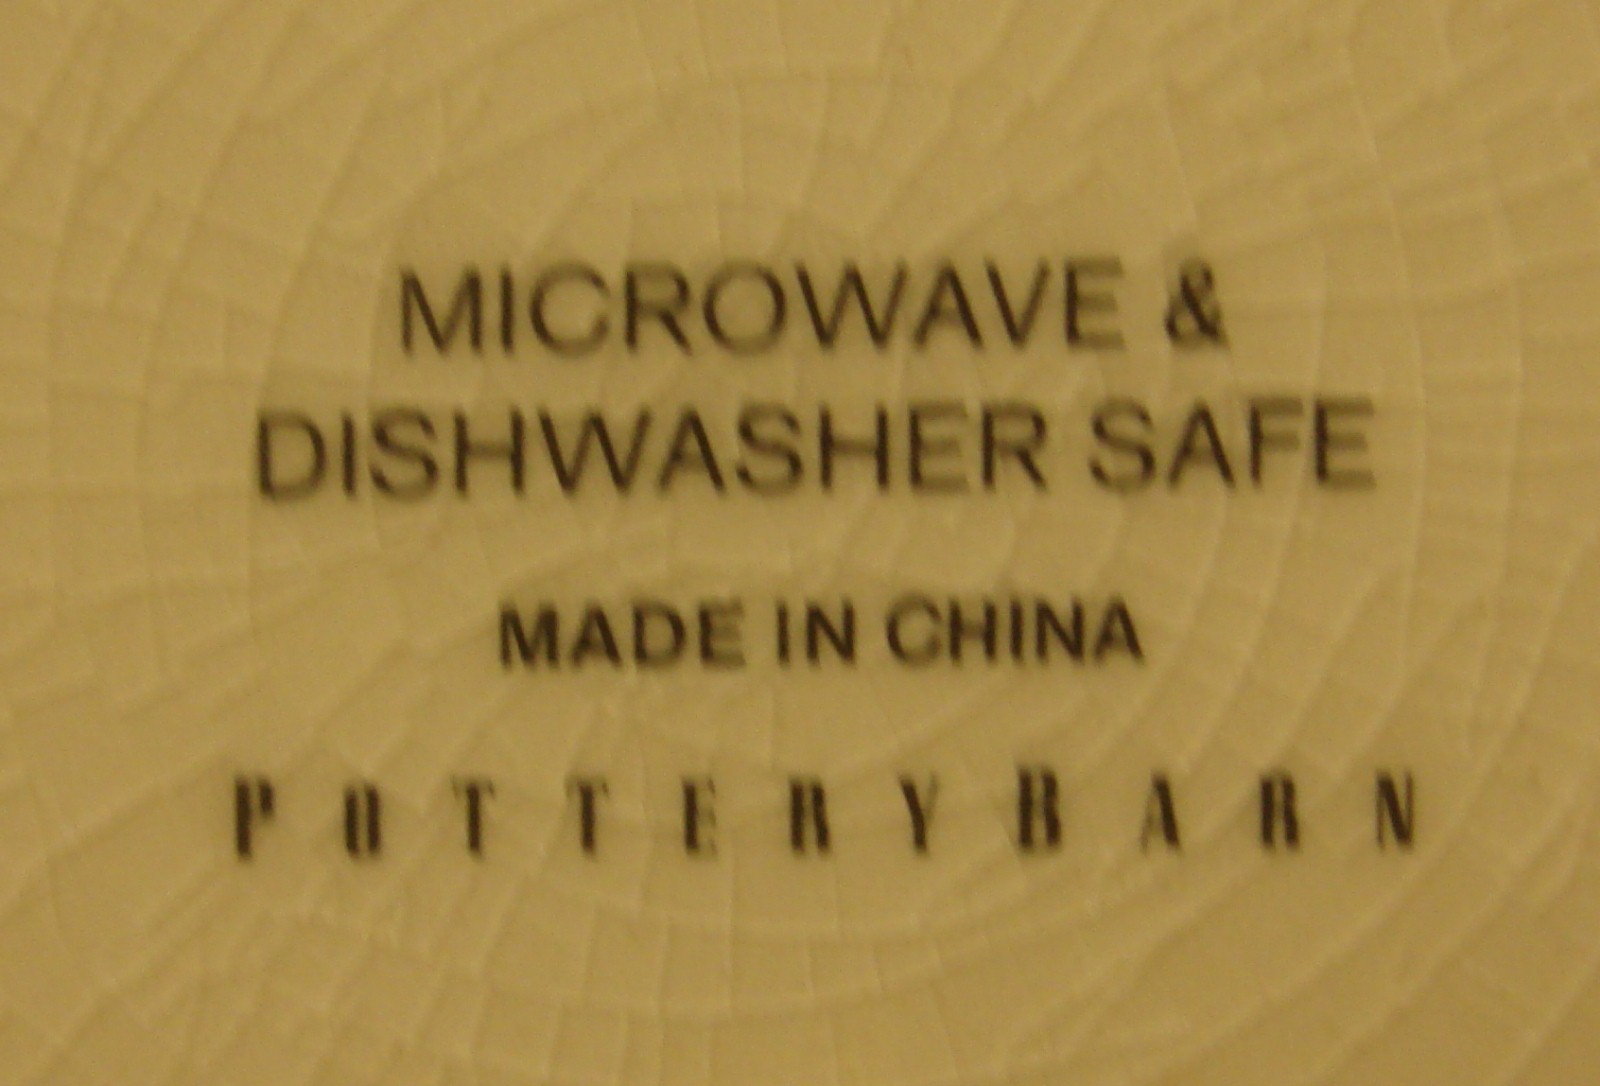 MICROWAVE &
DISHWASHER SAFE
MADE IN CHINA
POTTERYBARN